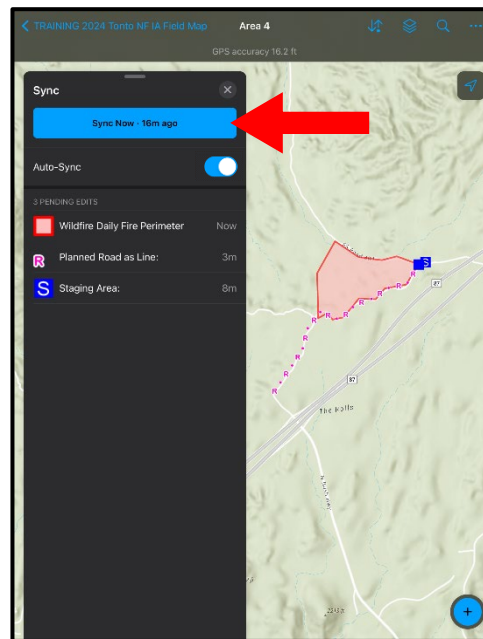 TRAINING 2024 Tonto NF IA Field Map
Area 4
GPS accuracy 16.2 ft
Sync
Sync Now · 16m ago
Auto-Sync
3 PENDING EDITS
Wildfire Daily Fire Perimeter Now
R Planned Road as Line: 3m
S Staging Area: 8m
S
87
R
R
R
R
R
R
R
R
R
R
R
87
The Rolls